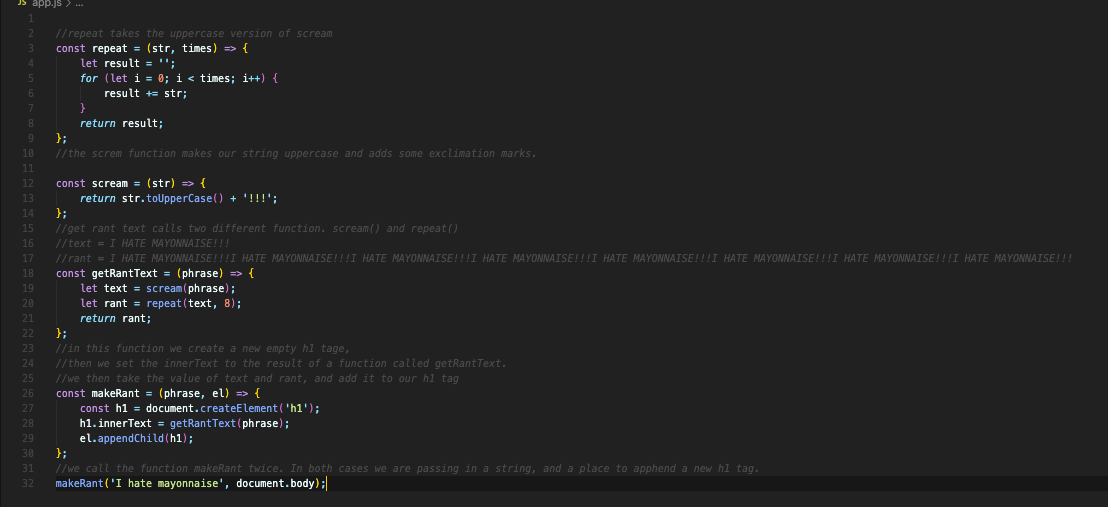 JS app.js > ...
1
2 //repeat takes the uppercase version of scream
3 const repeat = (str, times) => {
4 let result = '';
5 for (let i = 0; i < times; i++) {
6 result += str;
7 }
8 return result;
9 };
10 //the screm function makes our string uppercase and adds some exclimation marks.
11
12 const scream = (str) => {
13 return str.toUpperCase() + '!!!';
14 };
15 //get rant text calls two different function. scream() and repeat()
16 //text = I HATE MAYONNAISE!!!
17 //rant = I HATE MAYONNAISE!!!I HATE MAYONNAISE!!!I HATE MAYONNAISE!!!I HATE MAYONNAISE!!!I HATE MAYONNAISE!!!I HATE MAYONNAISE!!!I HATE MAYONNAISE!!!I HATE MAYONNAISE!!!
18 const getRantText = (phrase) => {
19 let text = scream(phrase);
20 let rant = repeat(text, 8);
21 return rant;
22 };
23 //in this function we create a new empty h1 tage,
24 //then we set the innerText to the result of a function called getRantText.
25 //we then take the value of text and rant, and add it to our h1 tag
26 const makeRant = (phrase, el) => {
27 const h1 = document.createElement('h1');
28 h1.innerText = getRantText(phrase);
29 el.appendChild(h1);
30 };
31 //we call the function makeRant twice. In both cases we are passing in a string, and a place to apphend a new h1 tag.
32 makeRant('I hate mayonnaise', document.body);